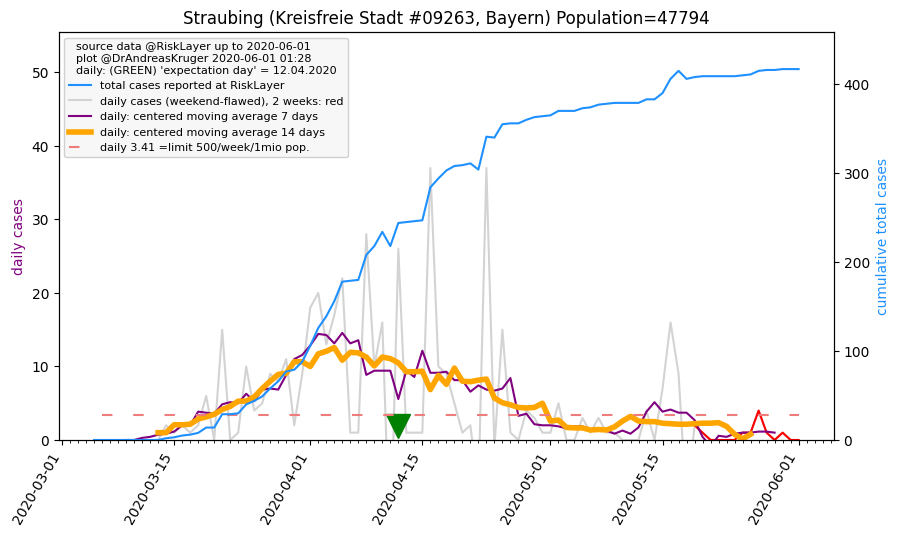 Straubing (Kreisfreie Stadt #09263, Bayern) Population=47794
source data @RiskLayer up to 2020-06-01
plot @DrAndreasKruger 2020-06-01 01:28
daily: (GREEN) 'expectation day' = 12.04.2020
total cases reported at RiskLayer
daily cases (weekend-flawed), 2 weeks: red
daily: centered moving average 7 days
daily: centered moving average 14 days
daily 3.41 =limit 500/week/1mio pop.
daily cases
50
40
30
20
10
0
400
300
200
100
0
cumulative total cases
2020-03-01
2020-03-15
2020-04-01
2020-04-15
2020-05-01
2020-05-15
2020-06-01